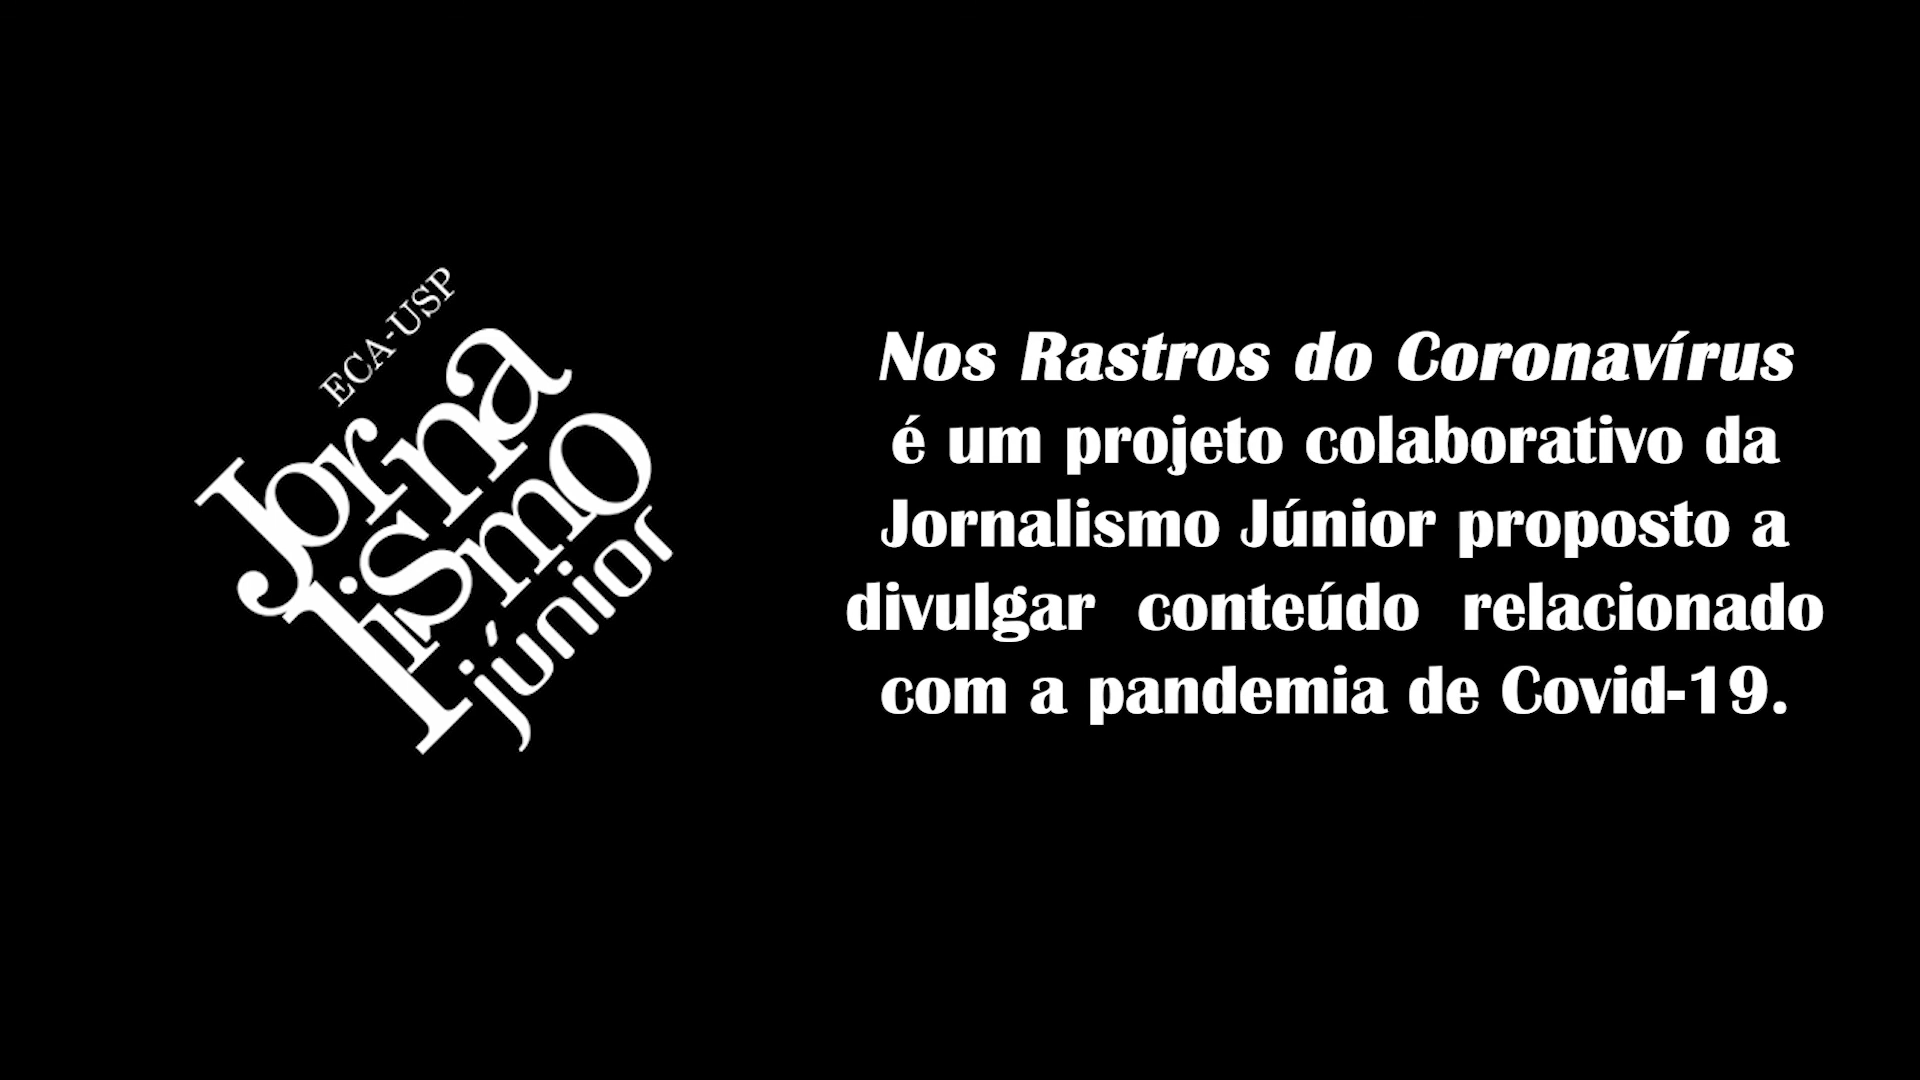 ECA-USP
Jorna
lismo
júnior
Nos Rastros do Coronavírus
é um projeto colaborativo da
Jornalismo Júnior proposto a
divulgar conteúdo relacionado
com a pandemia de Covid-19.